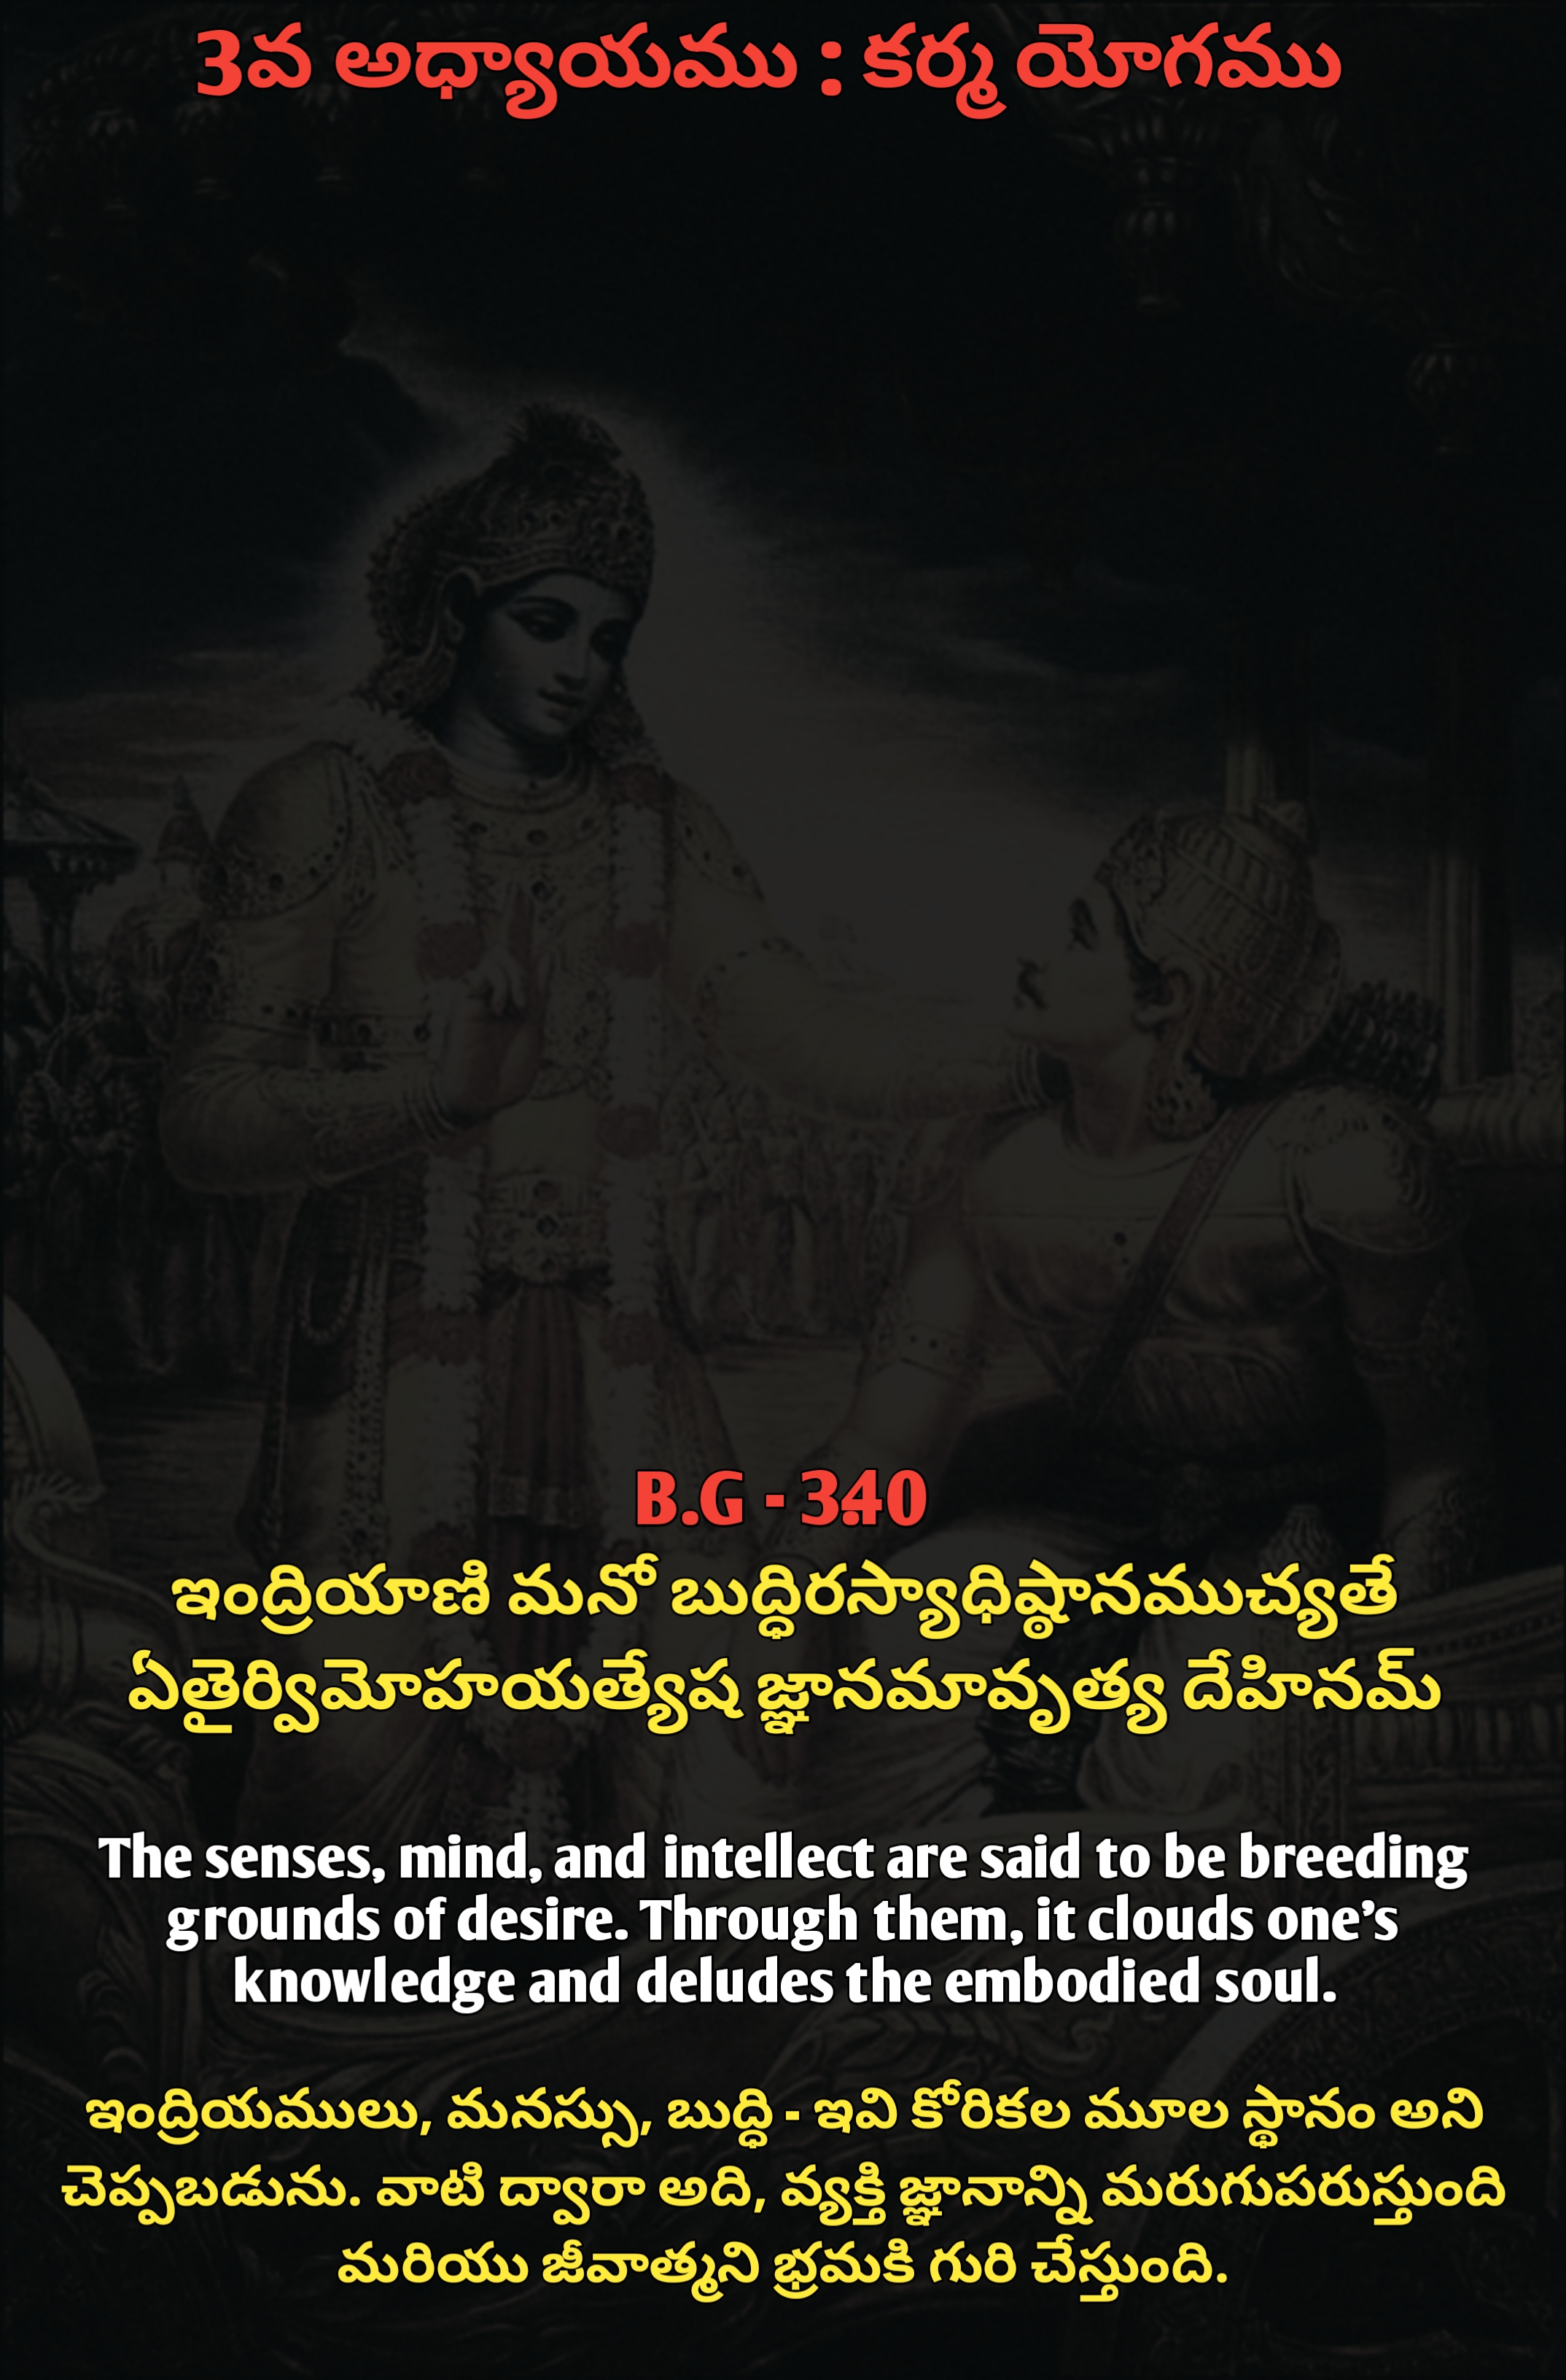 3వ అధ్యాయము : కర్మ యోగము
B.G - 3.40
ఇంద్రియాణి మనో బుద్ధిరస్యాధిష్ఠానముచ్యతే
ఏతైర్విమోహయత్యేష జ్ఞానమావృత్య దేహినమ్
The senses, mind, and intellect are said to be breeding
grounds of desire. Through them, it clouds one’s
knowledge and deludes the embodied soul.
ఇంద్రియములు, మనస్సు, బుద్ధి - ఇవి కోరికల మూల స్థానం అని
చెప్పబడును. వాటి ద్వారా అది, వ్యక్తి జ్ఞానాన్ని మరుగుపరుస్తుంది
మరియు జీవాత్మని భ్రమకి గురి చేస్తుంది.